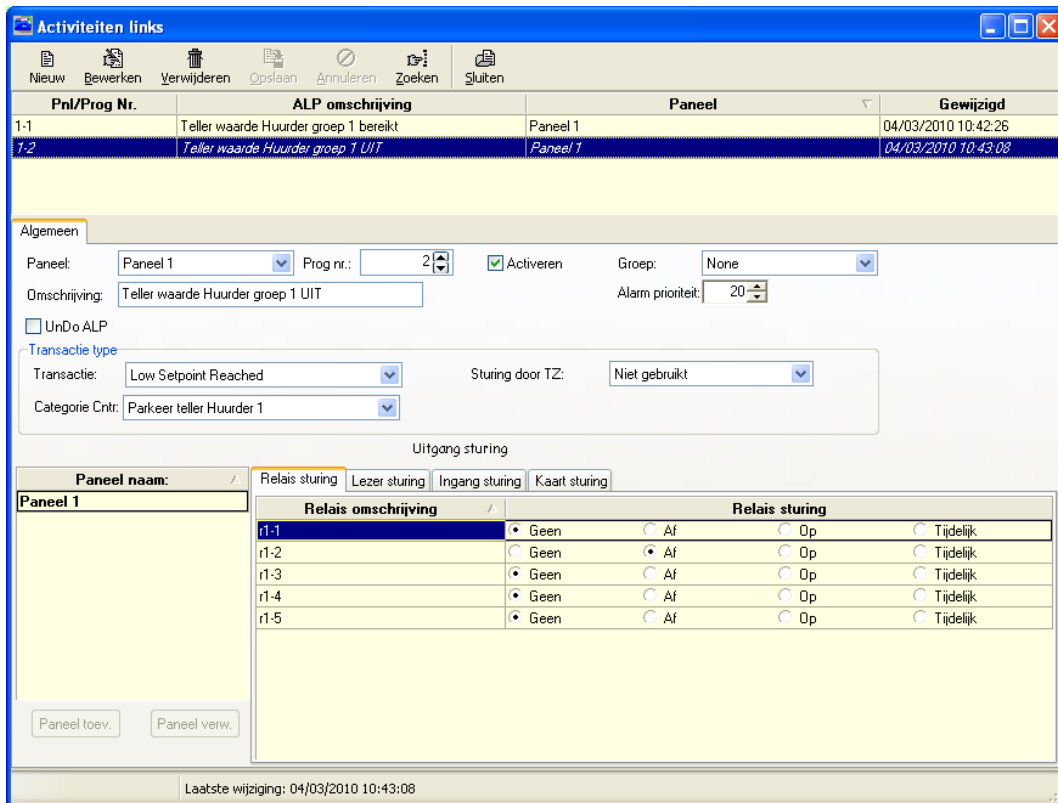 Activiteiten links
Nieuw Bewerken Verwijderen Opslaan Annuleren Zoeken Sluiten
Pnl/Prog Nr. ALP omschrijving Paneel Gewijzigd
1-1 Teller waarde Huurder groep 1 bereikt Paneel 1 04/03/2010 10:42:26
1-2 Teller waarde Huurder groep 1 UIT Paneel 1 04/03/2010 10:43:08
Algemeen
Paneel: Paneel 1 Prog nr.: 2 Activeren Groep: None
Omschrijving: Teller waarde Huurder groep 1 UIT Alarm prioriteit: 20
UnDo ALP
Transactie type
Transactie: Low Setpoint Reached Sturing door TZ: Niet gebruikt
Categorie Cntr: Parkeer teller Huurder 1
Uitgang sturing
Paneel naam: Relais sturing Lezer sturing Ingang sturing Kaart sturing
Paneel 1
Relais omschrijving Relais sturing
r1-1 Geen Af Op Tijdelijk
r1-2 Geen Af Op Tijdelijk
r1-3 Geen Af Op Tijdelijk
r1-4 Geen Af Op Tijdelijk
r1-5 Geen Af Op Tijdelijk
Paneel toev. Paneel verw.
Laatste wijziging: 04/03/2010 10:43:08